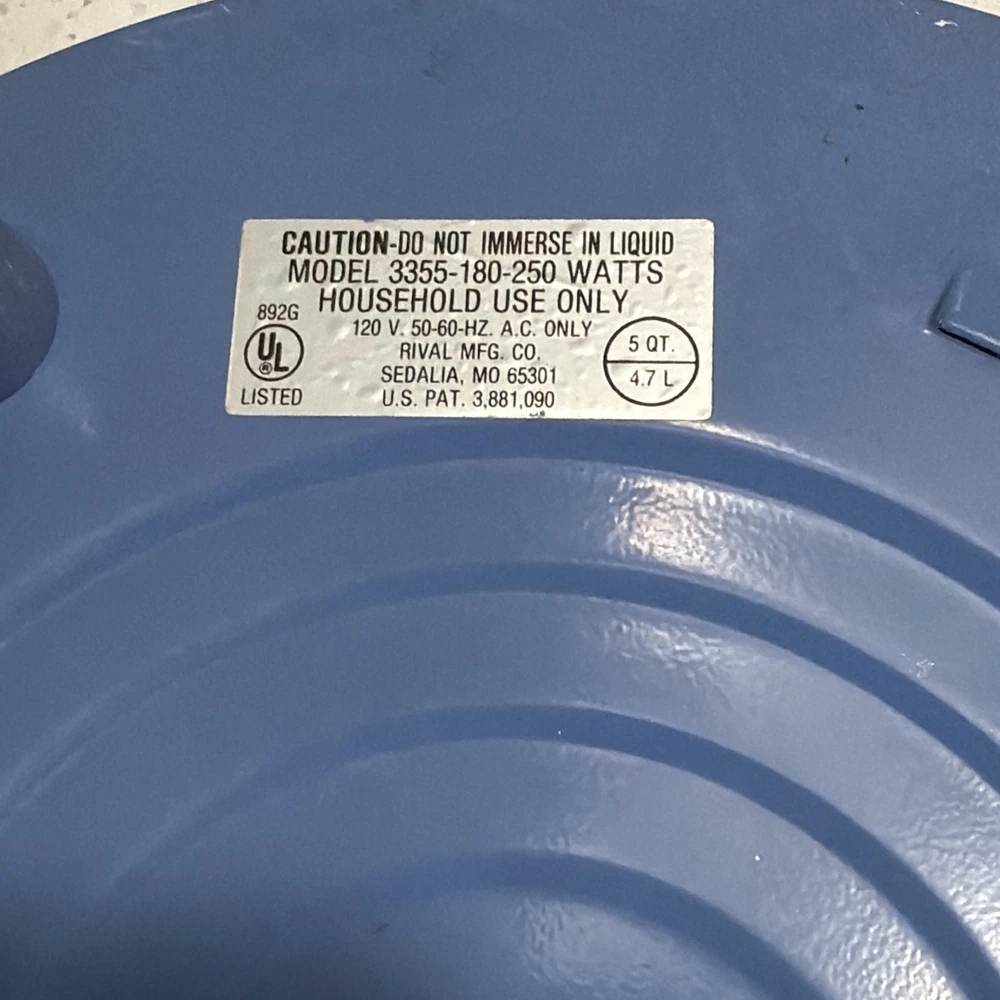 CAUTION-DO NOT IMMERSE IN LIQUID
MODEL 3355-180-250 WATTS
HOUSEHOLD USE ONLY
892G
120 V. 50-60-HZ. A.C. ONLY
UL
®
LISTED
RIVAL MFG. CO.
SEDALIA, MO 65301
U.S. PAT. 3,881,090
5 QT.
4.7 L